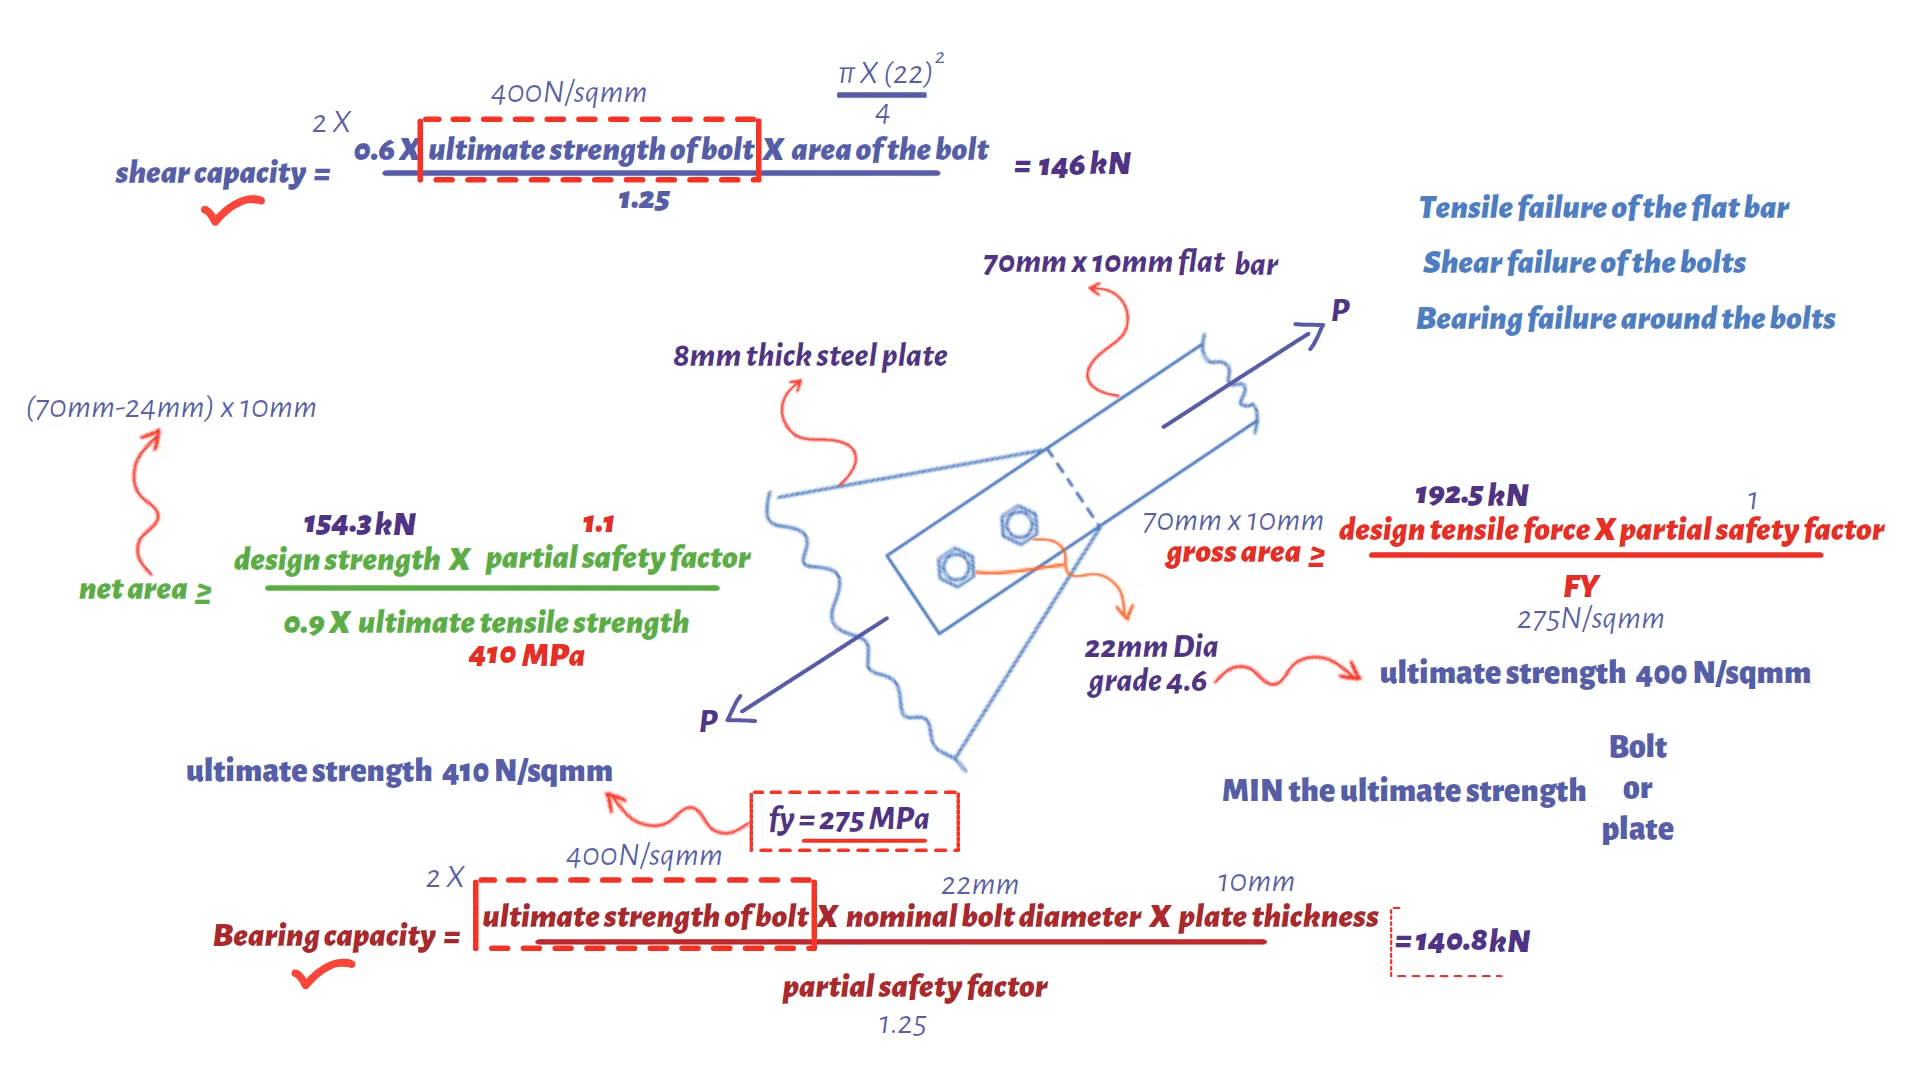 π X (22)²
4
400N/sqmm
2 X
0.6 X ultimate strength of bolt X area of the bolt
shear capacity =
1.25
= 146 kN
Tensile failure of the flat bar
Shear failure of the bolts
Bearing failure around the bolts
70mm x 10mm flat bar
P
8mm thick steel plate
(70mm-24mm) x 10mm
154.3 kN
1.1
design strength X partial safety factor
net area ≥
0.9 X ultimate tensile strength
410 MPa
192.5 kN
1
70mm x 10mm
design tensile force X partial safety factor
gross area ≥
FY
275N/sqmm
22mm Dia
grade 4.6
ultimate strength 400 N/sqmm
P
ultimate strength 410 N/sqmm
fy = 275 MPa
MIN the ultimate strength
Bolt
or
plate
400N/sqmm
2 X
22mm
10mm
ultimate strength of bolt X nominal bolt diameter X plate thickness
Bearing capacity =
= 140.8 kN
partial safety factor
1.25